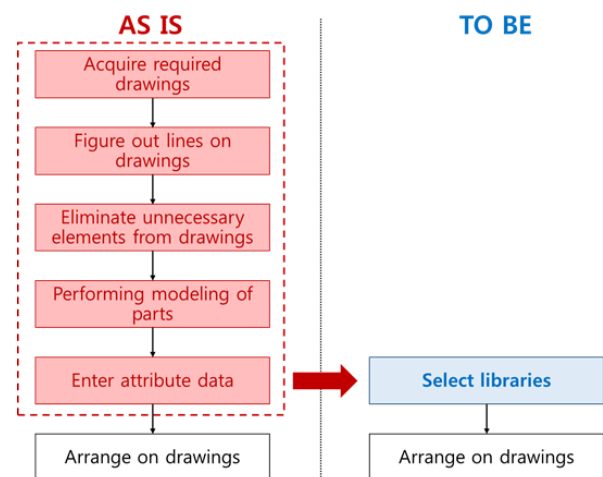 AS IS
Acquire required
drawings
Figure out lines on
drawings
Eliminate unnecessary
elements from drawings
Performing modeling of
parts
Enter attribute data
Arrange on drawings
TO BE
Select libraries
Arrange on drawings